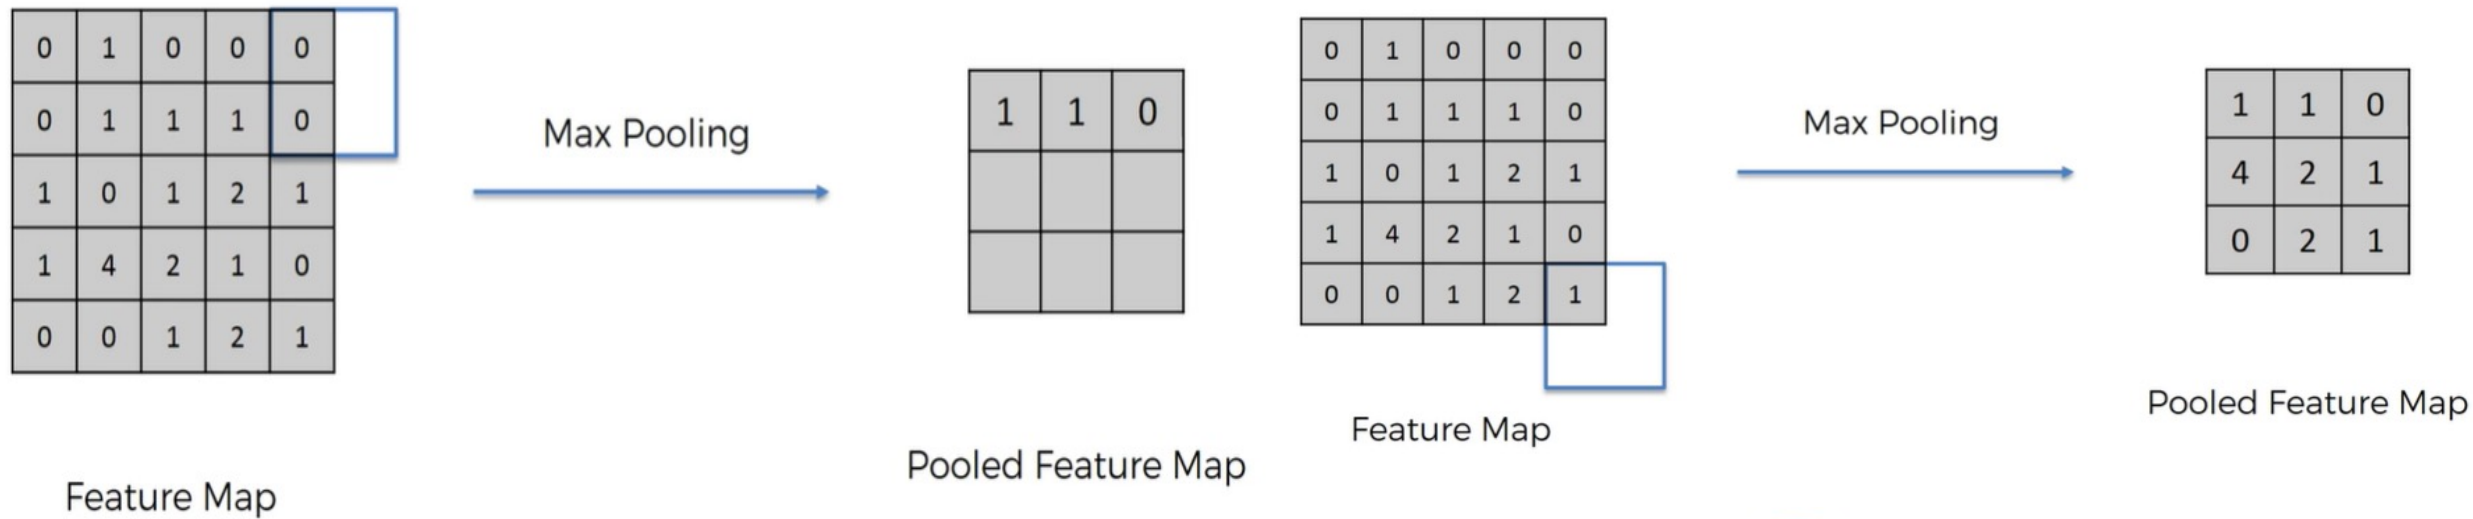 0 1 0 0 0
0 1 1 1 0
1 0 1 2 1
1 4 2 1 0
0 0 1 2 1
Feature Map
Max Pooling
1 1 0
Pooled Feature Map
0 1 0 0 0
0 1 1 1 0
1 0 1 2 1
1 4 2 1 0
0 0 1 2 1
Feature Map
Max Pooling
1 1 0
4 2 1
0 2 1
Pooled Feature Map